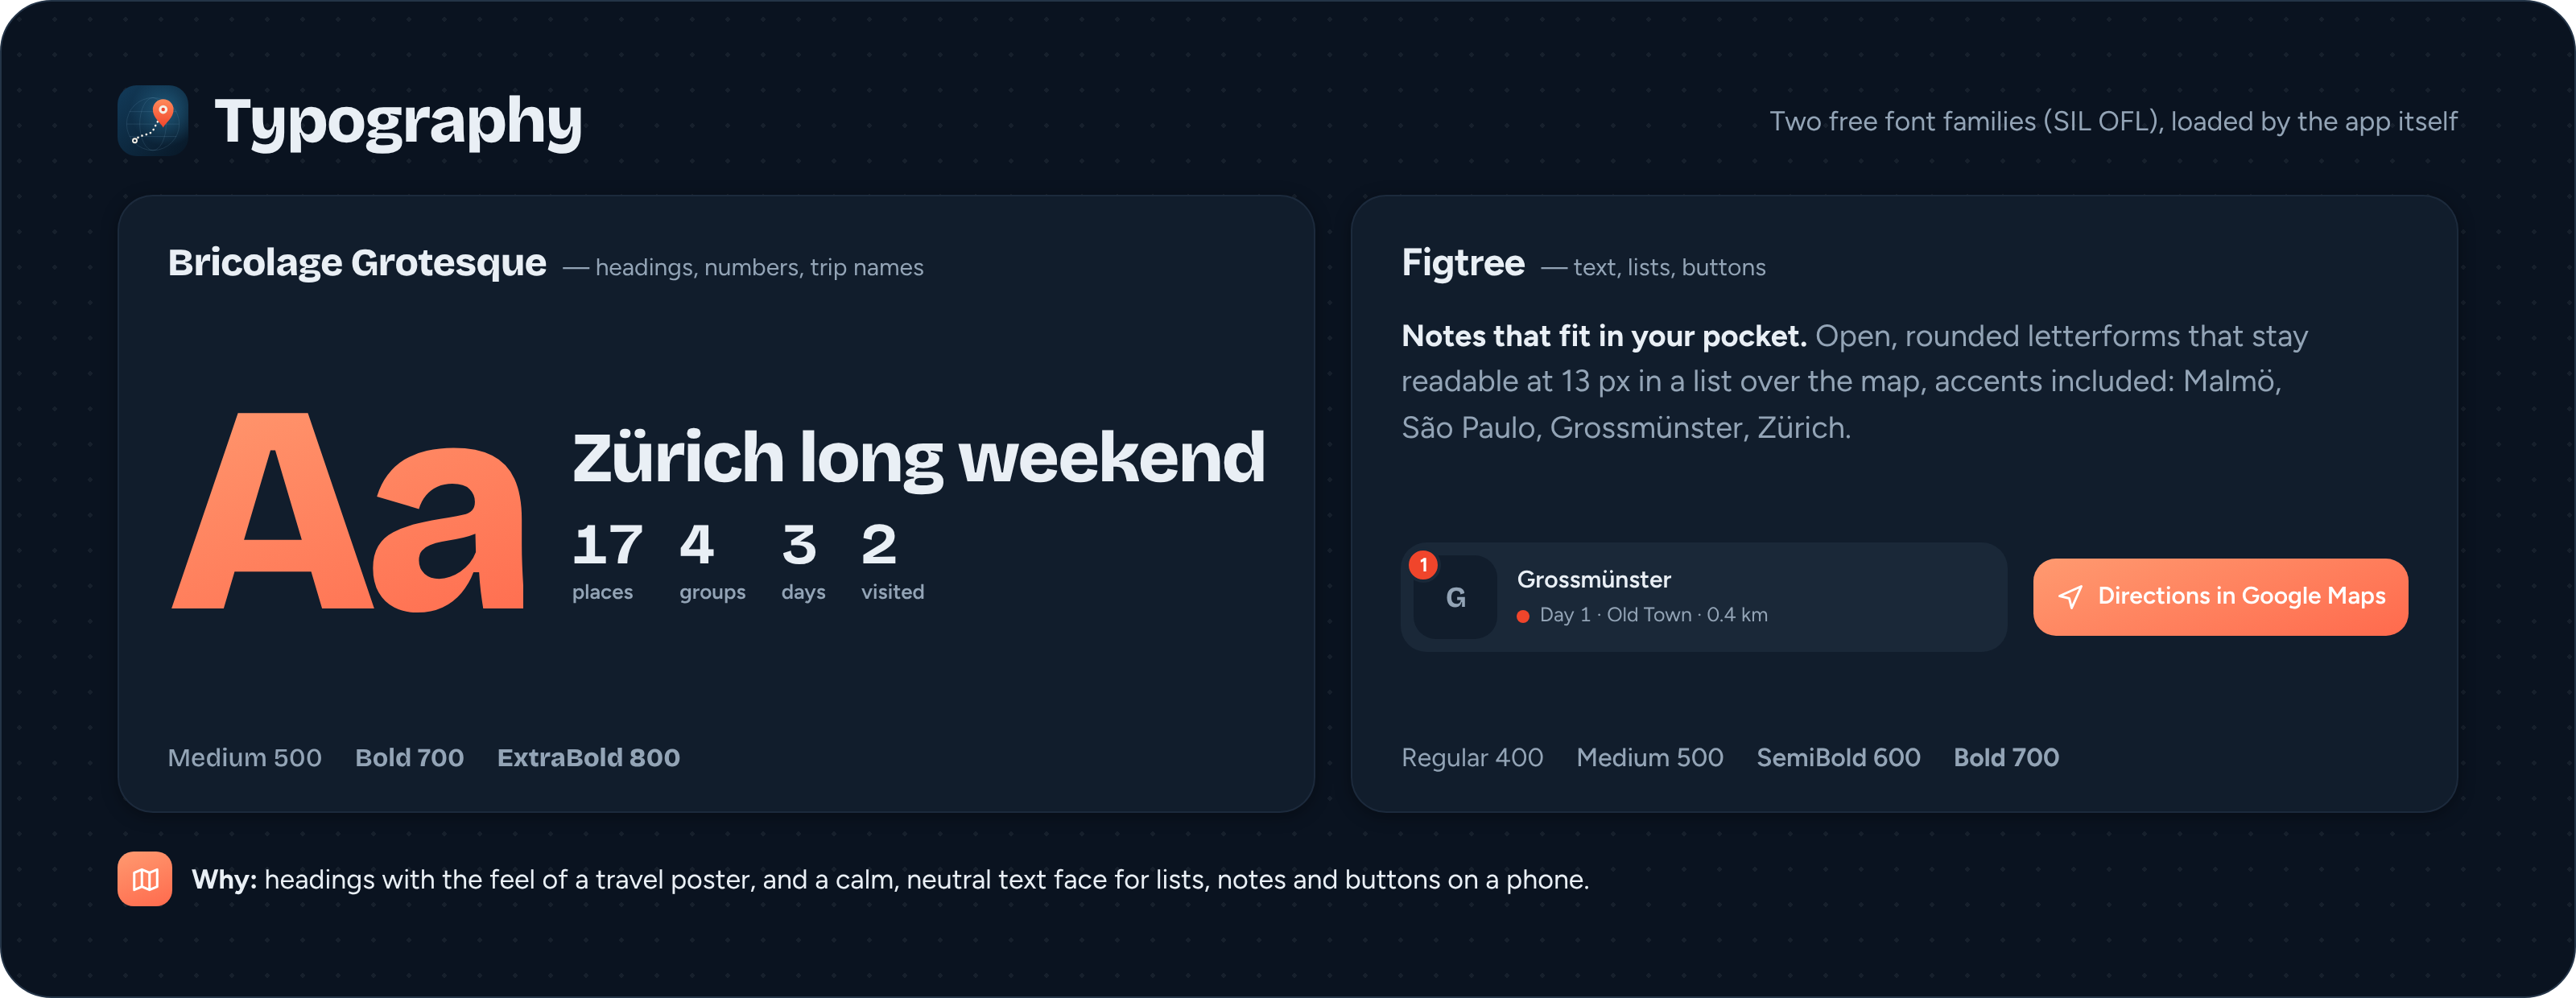 Typography
Two free font families (SIL OFL), loaded by the app itself
Bricolage Grotesque — headings, numbers, trip names
Aa
Zürich long weekend
17 4 3 2
places groups days visited
Medium 500 Bold 700 ExtraBold 800
Figtree — text, lists, buttons
Notes that fit in your pocket. Open, rounded letterforms that stay
readable at 13 px in a list over the map, accents included: Malmö,
São Paulo, Grossmünster, Zürich.
1
G
Grossmünster
Day 1 · Old Town · 0.4 km
Directions in Google Maps
Regular 400 Medium 500 SemiBold 600 Bold 700
Why: headings with the feel of a travel poster, and a calm, neutral text face for lists, notes and buttons on a phone.